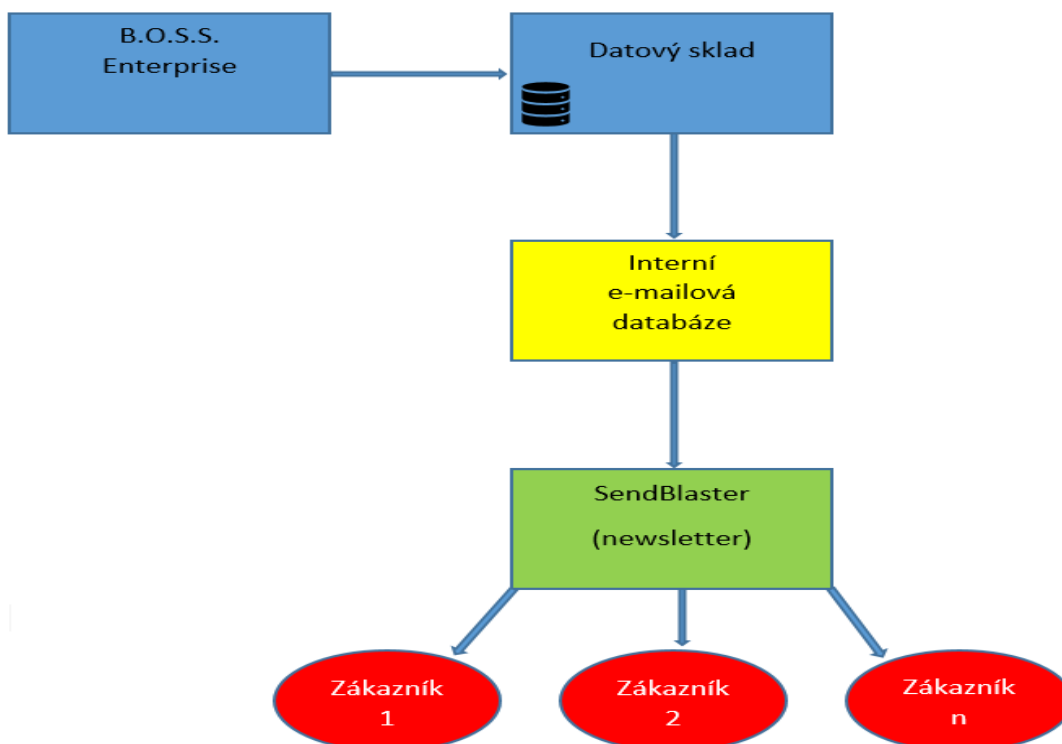 B.O.S.S.
Enterprise
Datový sklad
Interní
e-mailová
databáze
SendBlaster
(newsletter)
Zákazník
1
Zákazník
2
Zákazník
n